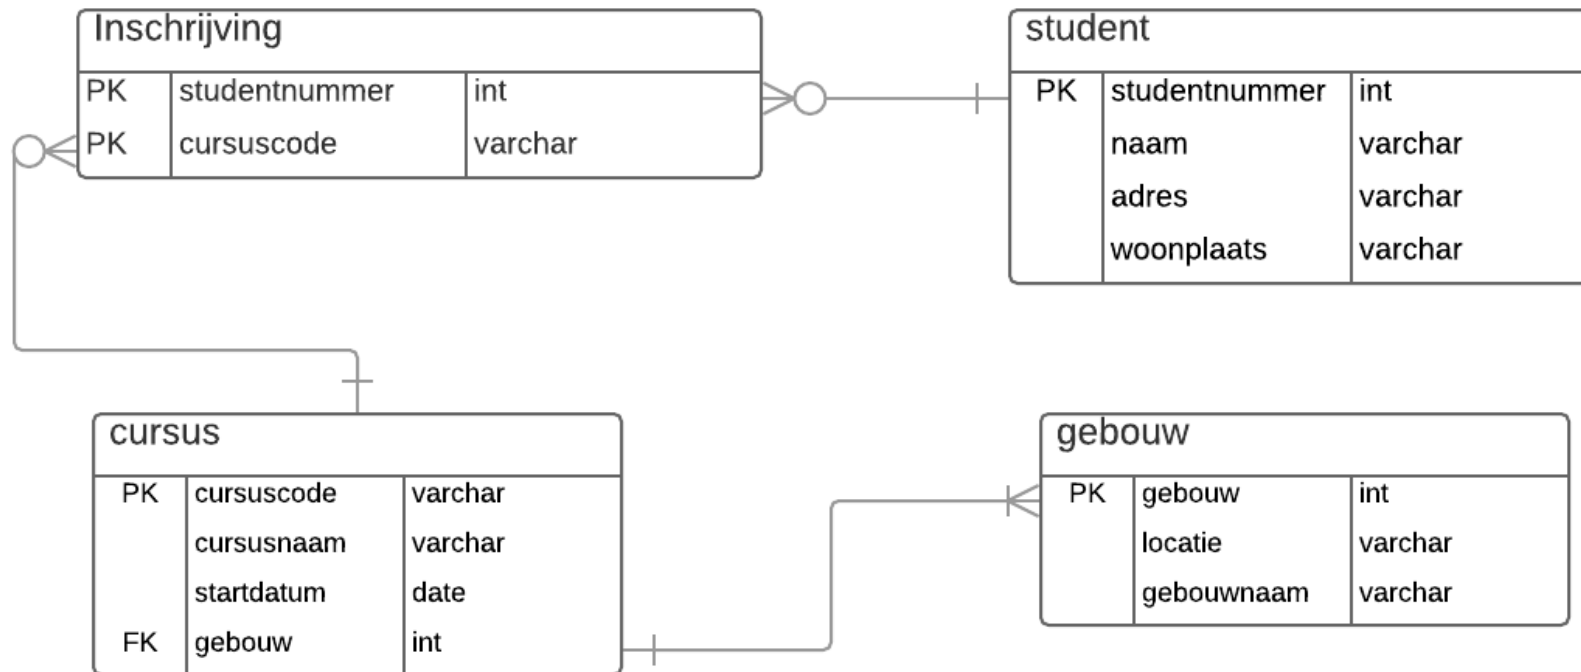 Inschrijving
PK studentnummer int
PK cursuscode varchar
student
PK studentnummer int
naam varchar
adres varchar
woonplaats varchar
cursus
PK cursuscode varchar
cursusnaam varchar
startdatum date
FK gebouw int
gebouw
PK gebouw int
locatie varchar
gebouwnaam varchar